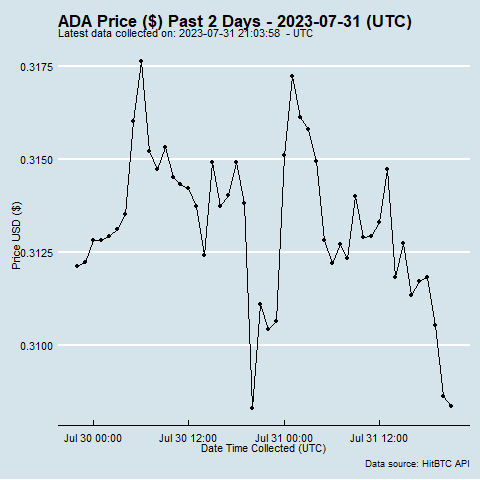 ADA Price ($) Past 2 Days - 2023-07-31 (UTC)
Latest data collected on: 2023-07-31 21:03:58  - UTC
0.3175
0.3150
0.3125
0.3100
Price USD ($)
Jul 30 00:00 Jul 30 12:00 Jul 31 00:00 Jul 31 12:00
Date Time Collected (UTC)
Data source: HitBTC API